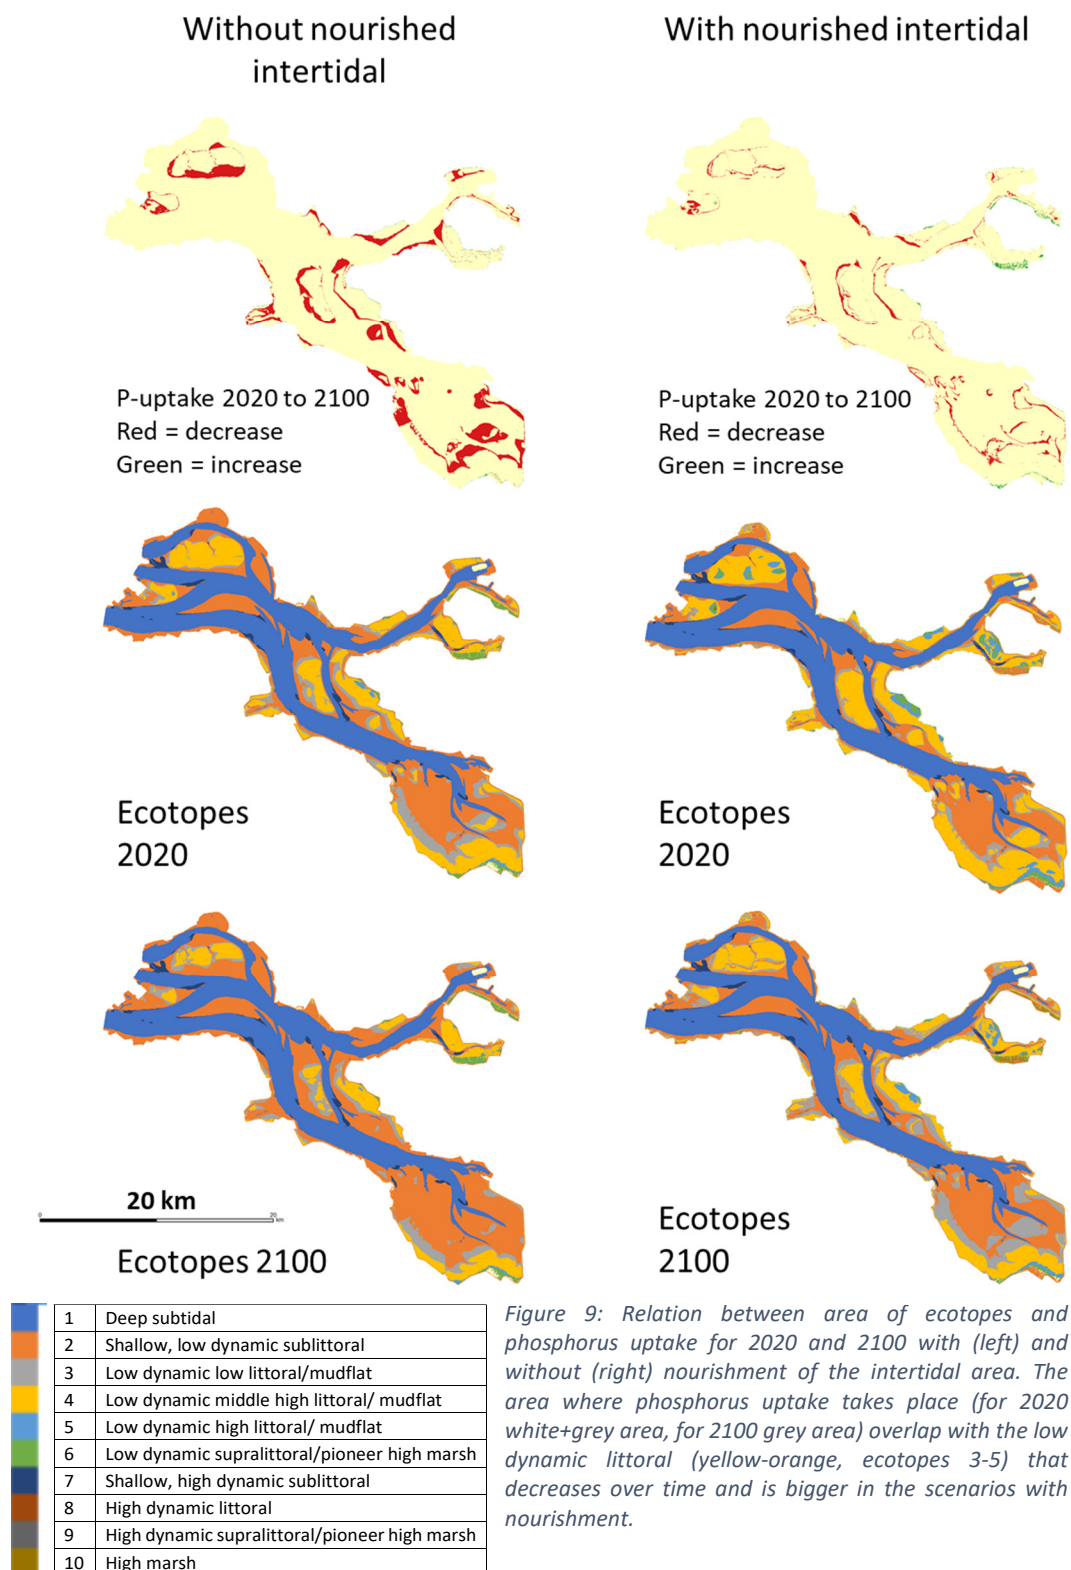 Without nourished
intertidal
With nourished intertidal
P-uptake 2020 to 2100
Red = decrease
Green = increase
P-uptake 2020 to 2100
Red = decrease
Green = increase
Ecotopes
2020
Ecotopes
2020
20 km
0 20 km
Ecotopes 2100
Ecotopes
2100
1 Deep subtidal
2 Shallow, low dynamic sublittoral
3 Low dynamic low littoral/mudflat
4 Low dynamic middle high littoral/ mudflat
5 Low dynamic high littoral/ mudflat
6 Low dynamic supralittoral/pioneer high marsh
7 Shallow, high dynamic sublittoral
8 High dynamic littoral
9 High dynamic supralittoral/pioneer high marsh
10 High marsh
Figure 9: Relation between area of ecotopes and
phosphorus uptake for 2020 and 2100 with (left) and
without (right) nourishment of the intertidal area. The
area where phosphorus uptake takes place (for 2020
white+grey area, for 2100 grey area) overlap with the low
dynamic littoral (yellow-orange, ecotopes 3-5) that
decreases over time and is bigger in the scenarios with
nourishment.